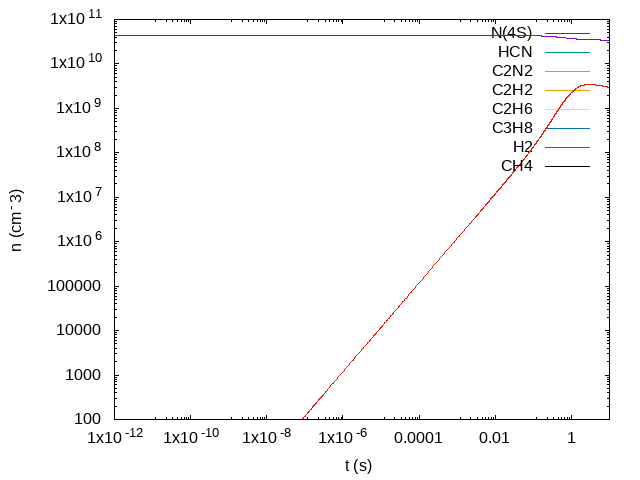 1x10^11
1x10^10
1x10^9
1x10^8
1x10^7
1x10^6
100000
10000
1000
100
n (cm^-3)
N(4S)
HCN
C2N2
C2H2
C2H6
C3H8
H2
CH4
1x10^-12 1x10^-10 1x10^-8 1x10^-6 0.0001 0.01 1
t (s)